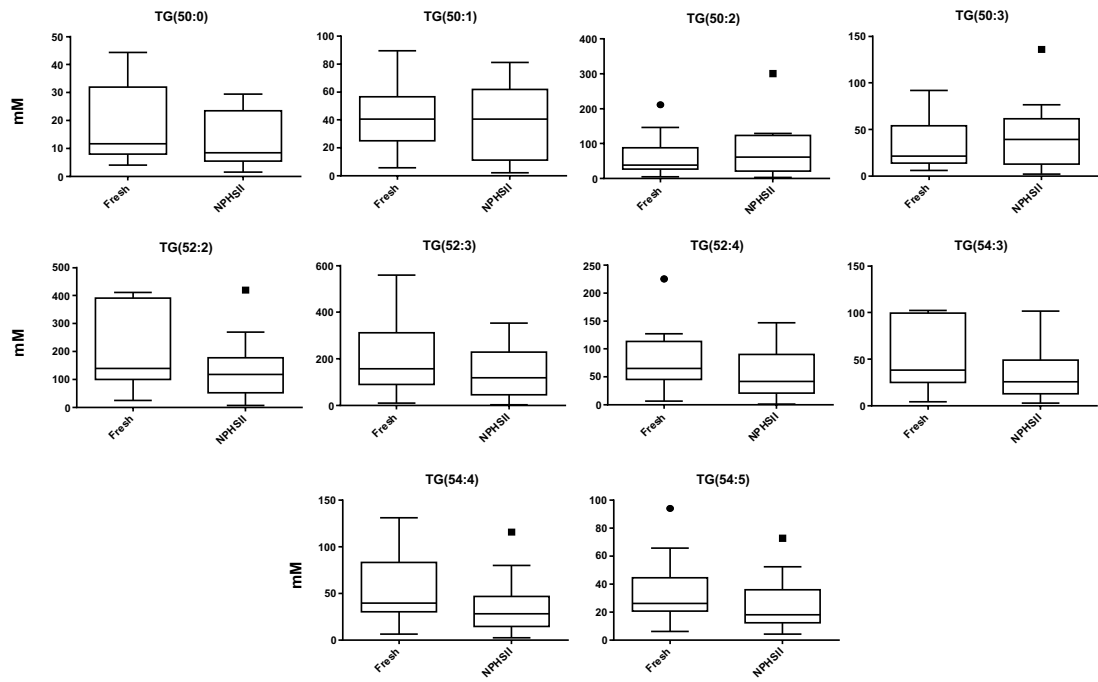 TG(50:0)
50
40
30
20
10
0
mM
Fresh
NPHSII
TG(50:1)
100
80
60
40
20
0
Fresh
NPHSII
TG(50:2)
400
300
200
100
0
Fresh
NPHSII
TG(50:3)
150
100
50
0
Fresh
NPHSII
TG(52:2)
500
400
300
200
100
0
mM
Fresh
NPHSII
TG(52:3)
600
400
200
0
Fresh
NPHSII
TG(52:4)
250
200
150
100
50
0
Fresh
NPHSII
TG(54:3)
150
100
50
0
Fresh
NPHSII
TG(54:4)
150
100
50
0
mM
Fresh
NPHSII
TG(54:5)
100
80
60
40
20
0
Fresh
NPHSII